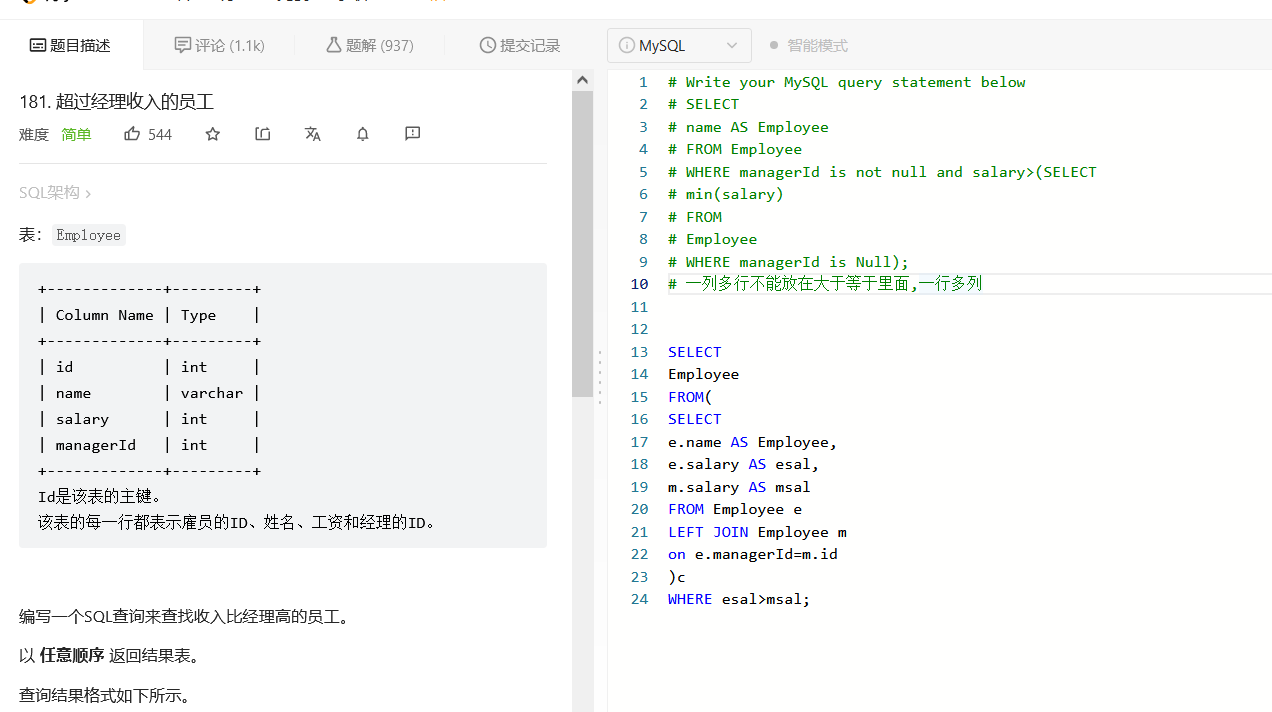 题目描述
评论 (1.1k)
题解 (937)
提交记录
MySQL
智能模式
181. 超过经理收入的员工
难度 简单 544
SQL架构 ›
表： Employee
+-------------+---------+
| Column Name | Type    |
+-------------+---------+
| id          | int     |
| name        | varchar |
| salary      | int     |
| managerId   | int     |
+-------------+---------+
Id是该表的主键。
该表的每一行都表示雇员的ID、姓名、工资和经理的ID。
编写一个SQL查询来查找收入比经理高的员工。
以 任意顺序 返回结果表。
查询结果格式如下所示。
1 # Write your MySQL query statement below
2 # SELECT
3 # name AS Employee
4 # FROM Employee
5 # WHERE managerId is not null and salary>(SELECT
6 # min(salary)
7 # FROM
8 # Employee
9 # WHERE managerId is Null);
10 # 一列多行不能放在大于等于里面,一行多列
11
12
13 SELECT
14 Employee
15 FROM(
16 SELECT
17 e.name AS Employee,
18 e.salary AS esal,
19 m.salary AS msal
20 FROM Employee e
21 LEFT JOIN Employee m
22 on e.managerId=m.id
23 )c
24 WHERE esal>msal;